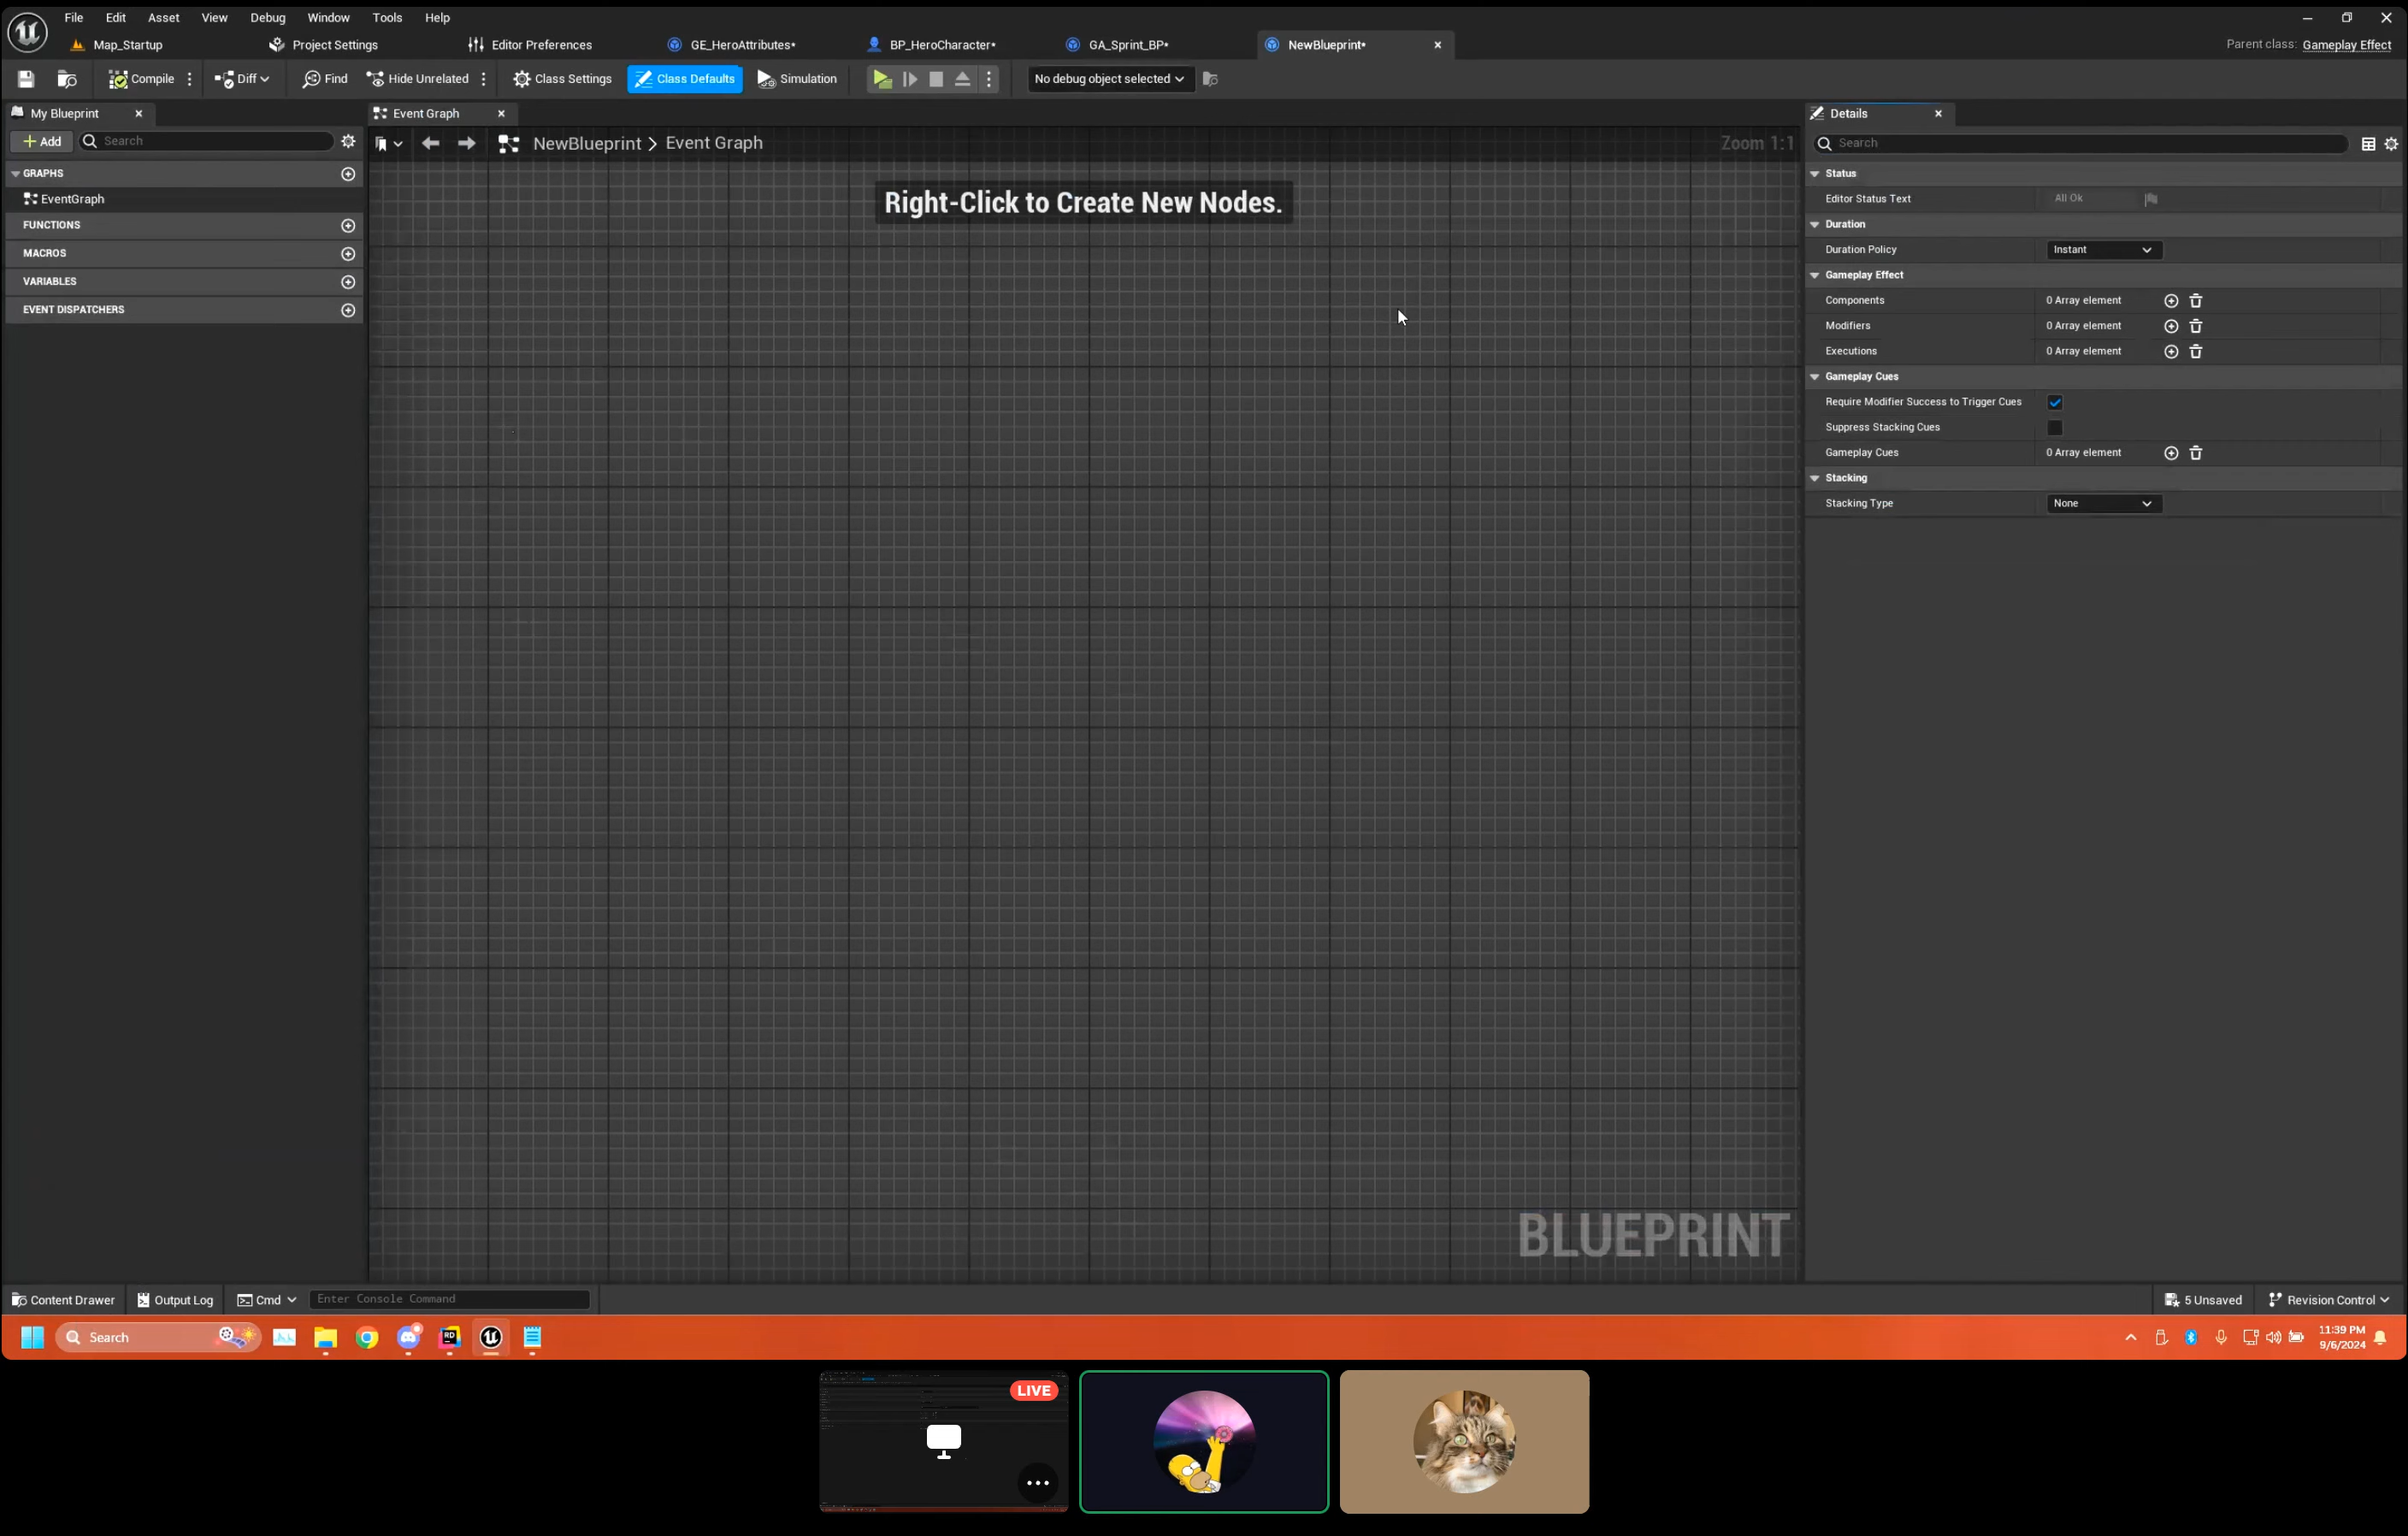 File Edit Asset View Debug Window Tools Help
Map_Startup Project Settings Editor Preferences GE_HeroAttributes* BP_HeroCharacter* GA_Sprint_BP* NewBlueprint* Parent class: Gameplay Effect
Compile Diff Find Hide Unrelated Class Settings Class Defaults Simulation No debug object selected
My Blueprint Event Graph Details
Add Search NewBlueprint > Event Graph Zoom 1:1 Search
Right-Click to Create New Nodes.
GRAPHS
EventGraph
FUNCTIONS
MACROS
VARIABLES
EVENT DISPATCHERS
Status
Editor Status Text All Ok
Duration
Duration Policy Instant
Gameplay Effect
Components 0 Array element
Modifiers 0 Array element
Executions 0 Array element
Gameplay Cues
Require Modifier Success to Trigger Cues
Suppress Stacking Cues
Gameplay Cues 0 Array element
Stacking
Stacking Type None
BLUEPRINT
Content Drawer Output Log Cmd Enter Console Command 5 Unsaved Revision Control
Search RD 11:39 PM
9/6/2024
LIVE